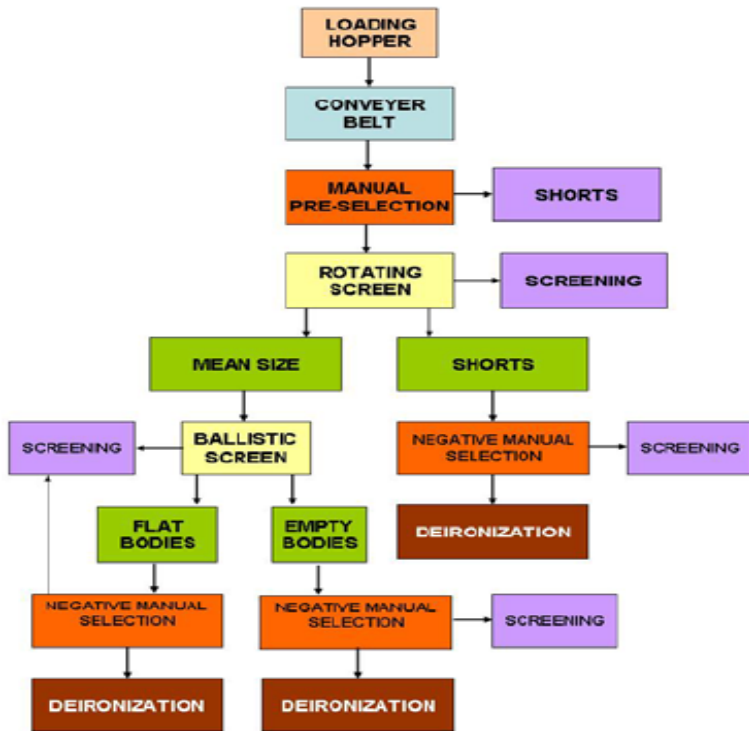 LOADING
HOPPER
CONVEYER
BELT
MANUAL
PRE-SELECTION
SHORTS
ROTATING
SCREEN
SCREENING
MEAN SIZE
SHORTS
SCREENING
BALLISTIC
SCREEN
NEGATIVE MANUAL
SELECTION
SCREENING
FLAT
BODIES
EMPTY
BODIES
DEIRONIZATION
NEGATIVE MANUAL
SELECTION
NEGATIVE MANUAL
SELECTION
SCREENING
DEIRONIZATION
DEIRONIZATION